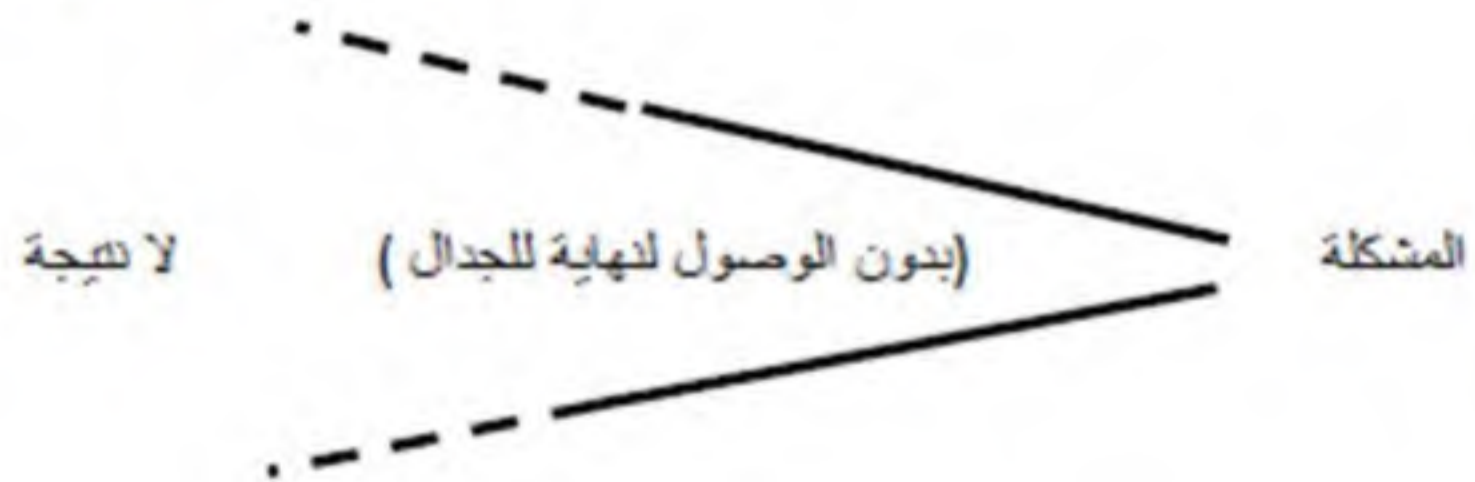 المشكلة (بدون الوصول لنهاية للجدال ) لا نتيجة